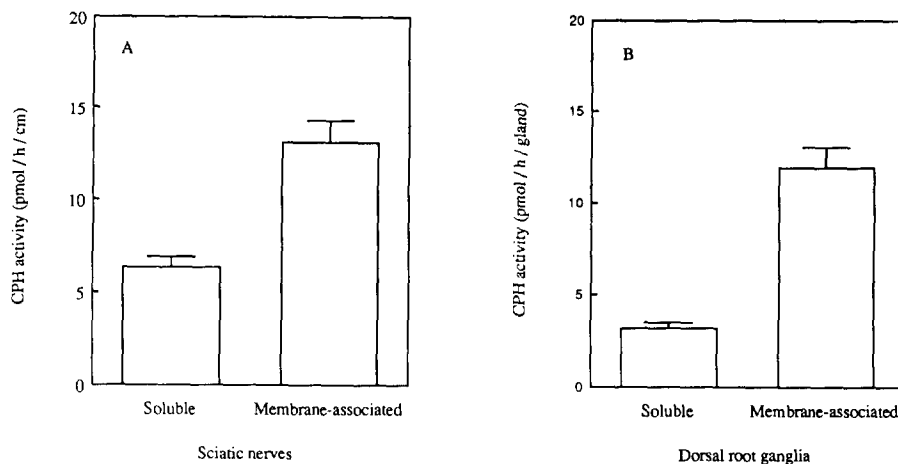 A
CPH activity (pmol / h / cm)
20
15
10
5
0
Soluble
Membrane-associated
Sciatic nerves
B
CPH activity (pmol / h / gland)
20
15
10
5
0
Soluble
Membrane-associated
Dorsal root ganglia